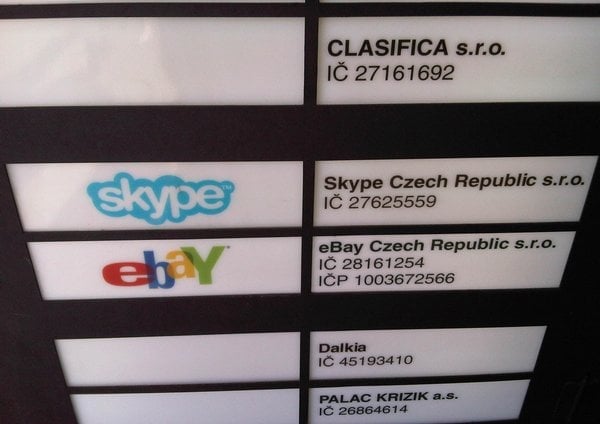 CLASIFICA s.r.o.
IČ 27161692
skype™
Skype Czech Republic s.r.o.
IČ 27625559
ebaY
eBay Czech Republic s.r.o.
IČ 28161254
IČP 1003672566
Dalkia
IČ 45193410
PALAC KRIZIK a.s.
IČ 26864614